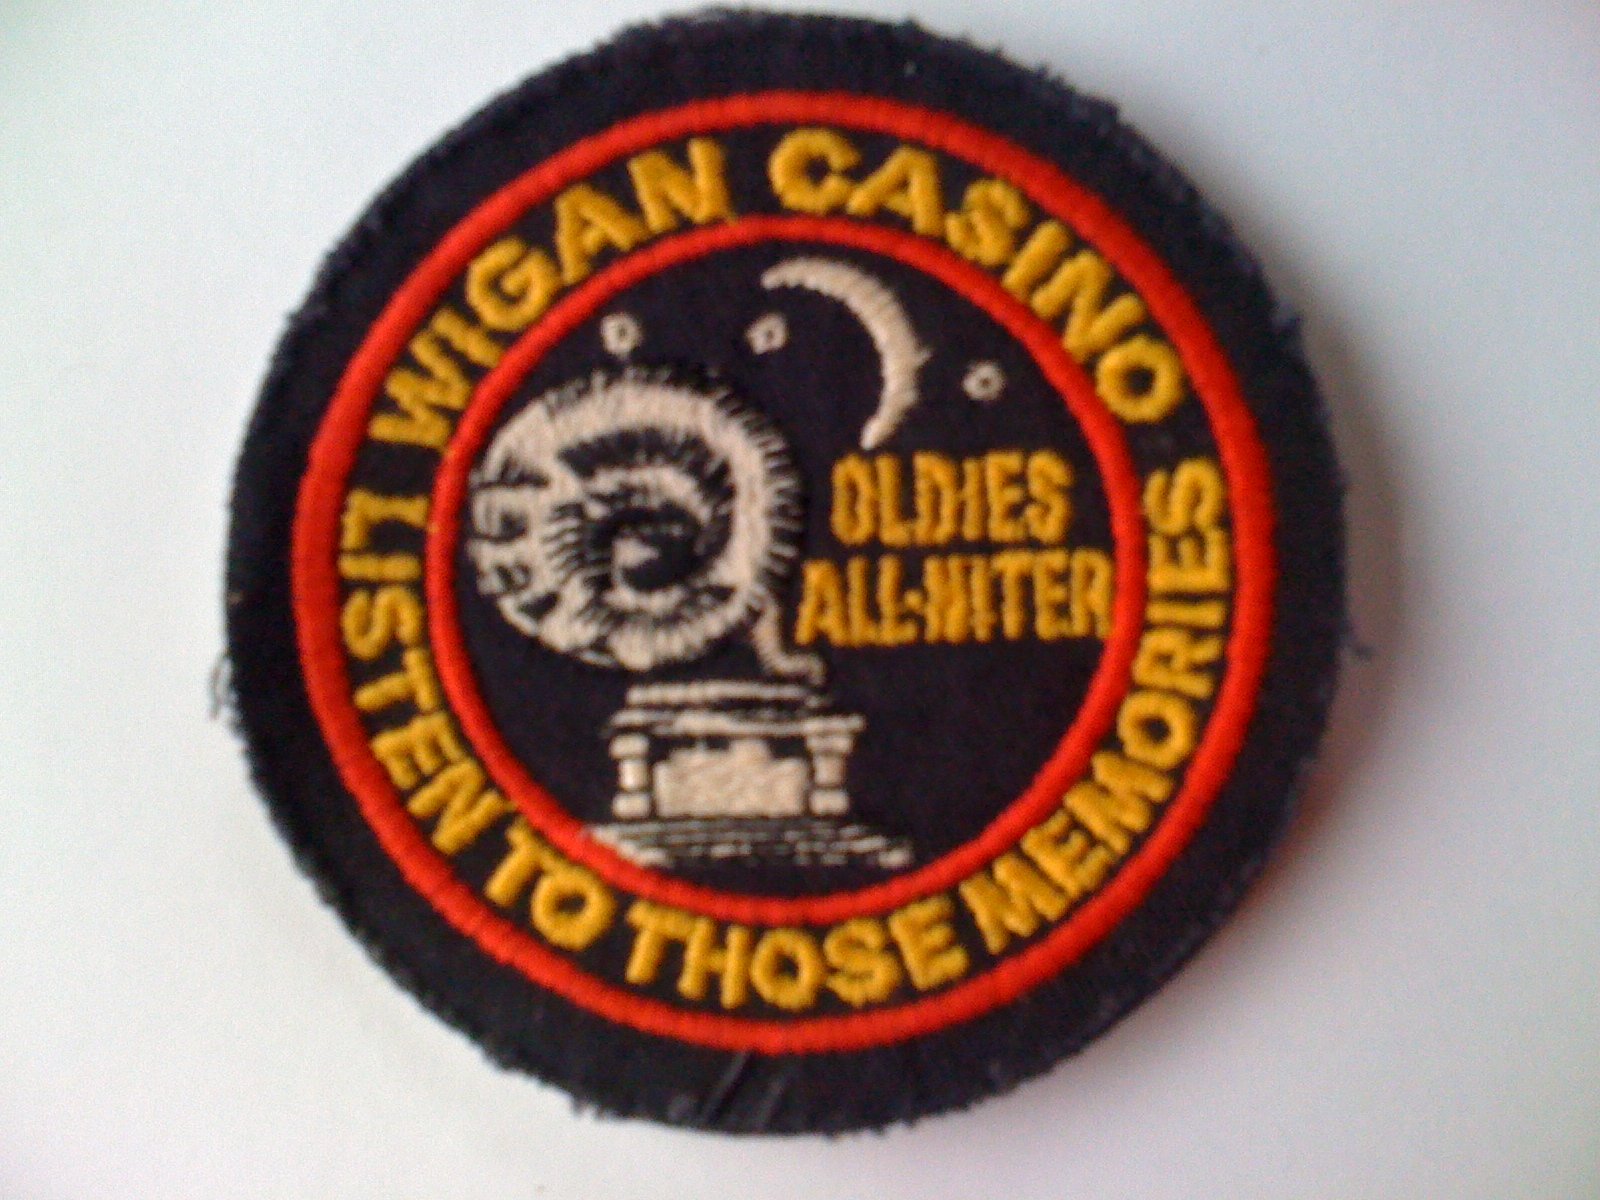 WIGAN CASINO
OLDIES
ALL-NITER
LISTEN TO THOSE MEMORIES